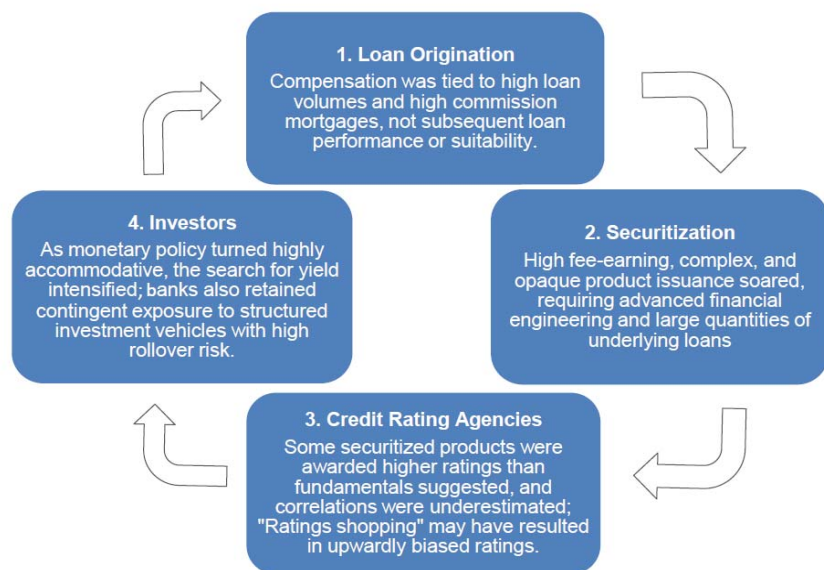 1. Loan Origination
Compensation was tied to high loan
volumes and high commission
mortgages, not subsequent loan
performance or suitability.
2. Securitization
High fee-earning, complex, and
opaque product issuance soared,
requiring advanced financial
engineering and large quantities of
underlying loans
3. Credit Rating Agencies
Some securitized products were
awarded higher ratings than
fundamentals suggested, and
correlations were underestimated;
"Ratings shopping" may have resulted
in upwardly biased ratings.
4. Investors
As monetary policy turned highly
accommodative, the search for yield
intensified; banks also retained
contingent exposure to structured
investment vehicles with high
rollover risk.